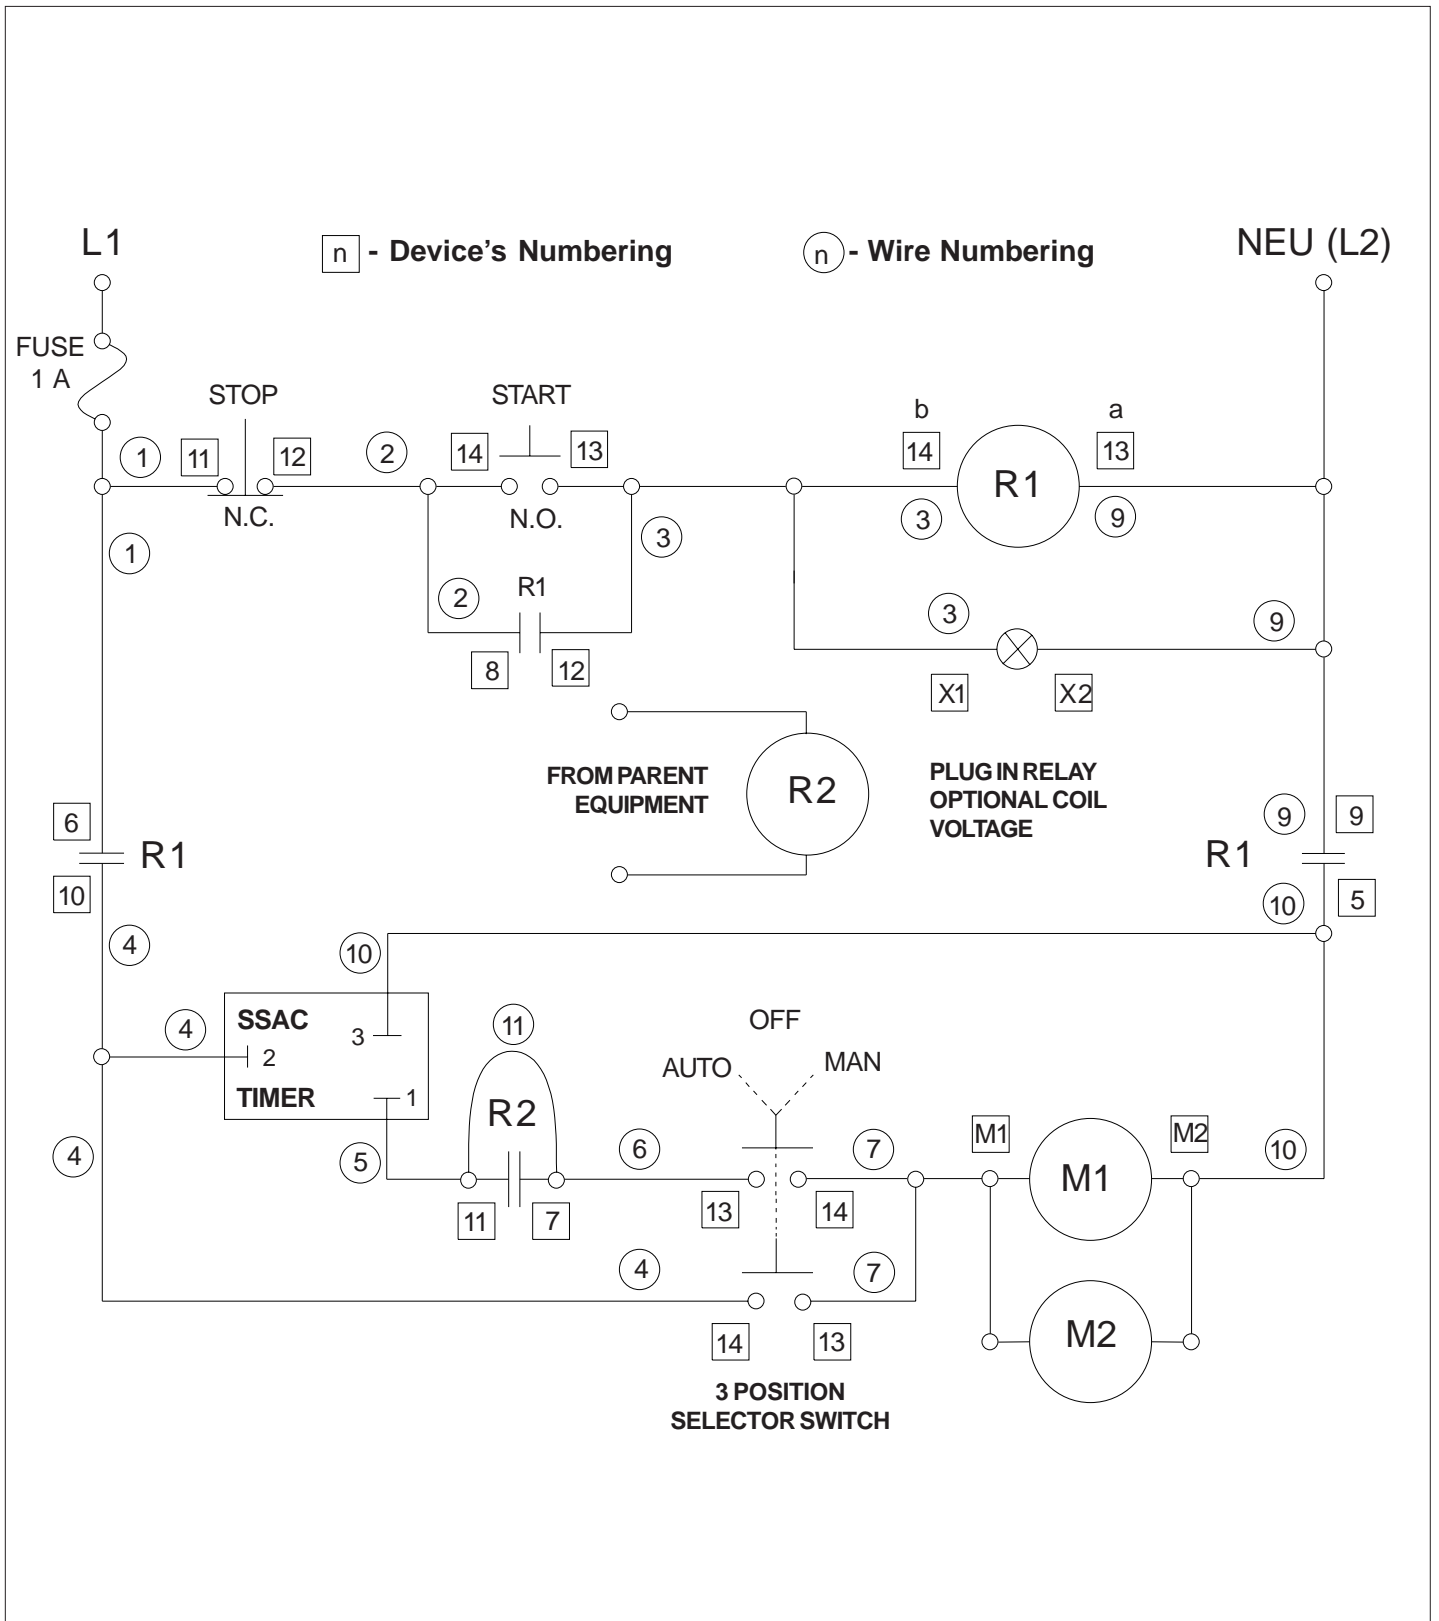 L1
n - Device's Numbering
n - Wire Numbering
NEU (L2)
FUSE
1 A
STOP
START
b
a
1
11
12
2
14
13
14
13
R1
N.C.
N.O.
3
9
1
3
2
R1
3
9
8
12
X1
X2
FROM PARENT
EQUIPMENT
R2
PLUG IN RELAY
OPTIONAL COIL
VOLTAGE
6
R1
10
9
9
R1
10
5
4
10
4
SSAC
3
2
TIMER
1
11
R2
OFF
AUTO
MAN
4
5
6
7
M1
M1
M2
10
11
7
13
14
4
7
14
13
M2
3 POSITION
SELECTOR SWITCH